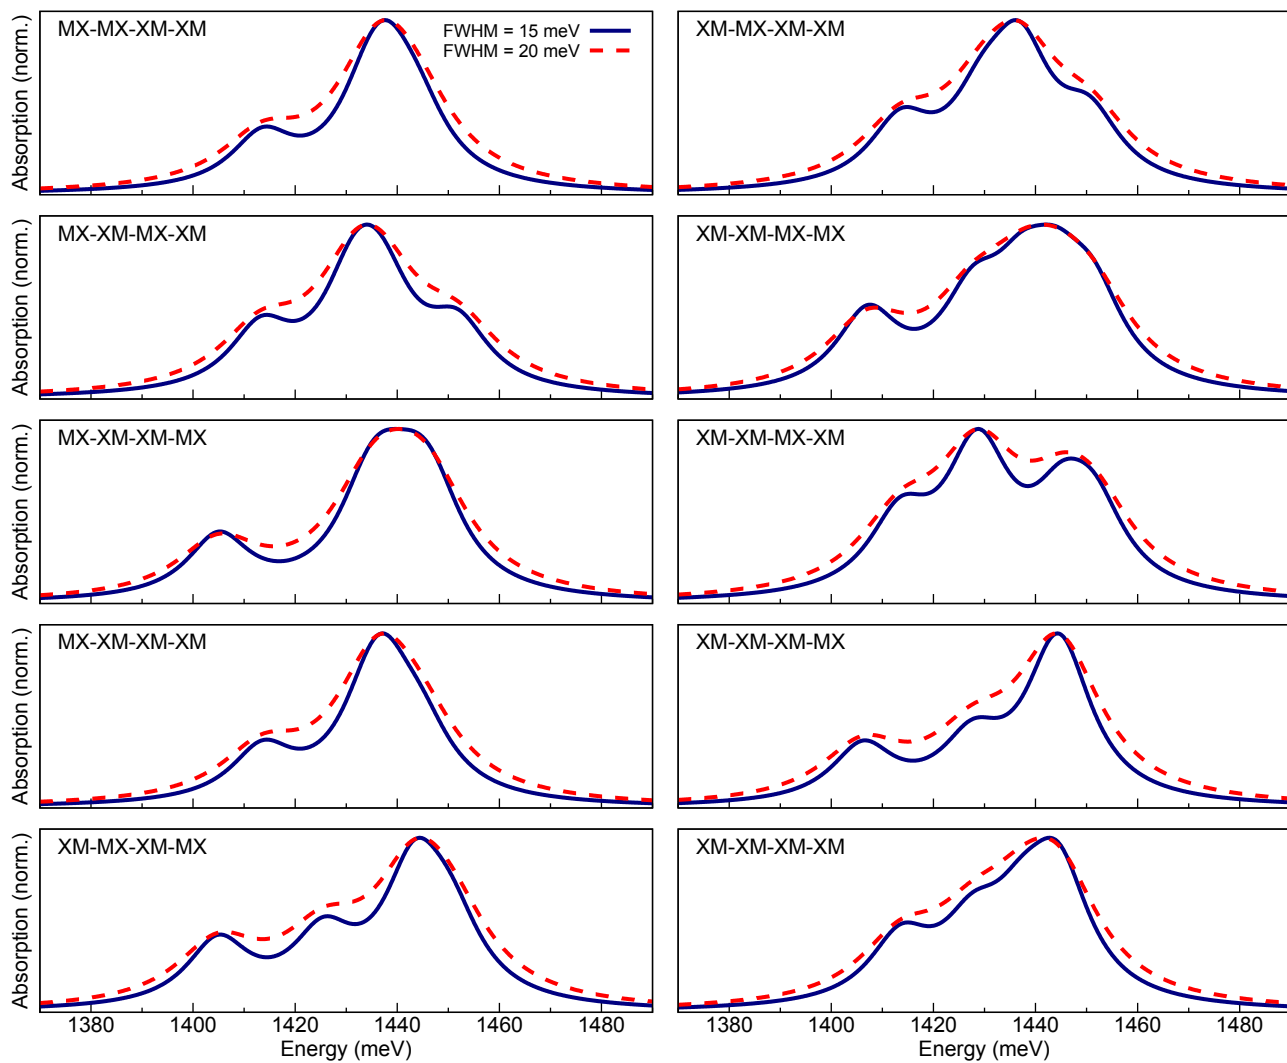 MX-MX-XM-XM
FWHM = 15 meV
FWHM = 20 meV
Absorption (norm.)
XM-MX-XM-XM
MX-XM-MX-XM
Absorption (norm.)
XM-XM-MX-MX
MX-XM-XM-MX
Absorption (norm.)
XM-XM-MX-XM
MX-XM-XM-XM
Absorption (norm.)
XM-XM-XM-MX
XM-MX-XM-MX
Absorption (norm.)
XM-XM-XM-XM
1380 1400 1420 1440 1460 1480
Energy (meV)
1380 1400 1420 1440 1460 1480
Energy (meV)